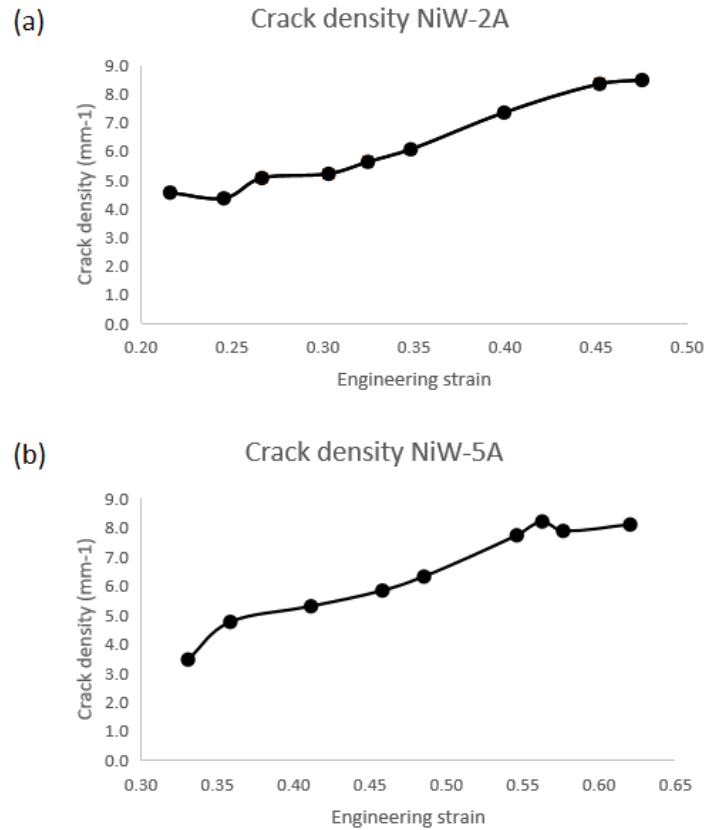 (a)
Crack density NiW-2A
Crack density (mm-1)
9.0
8.0
7.0
6.0
5.0
4.0
3.0
2.0
1.0
0.0
0.20 0.25 0.30 0.35 0.40 0.45 0.50
Engineering strain
(b)
Crack density NiW-5A
Crack density (mm-1)
9.0
8.0
7.0
6.0
5.0
4.0
3.0
2.0
1.0
0.0
0.30 0.35 0.40 0.45 0.50 0.55 0.60 0.65
Engineering strain